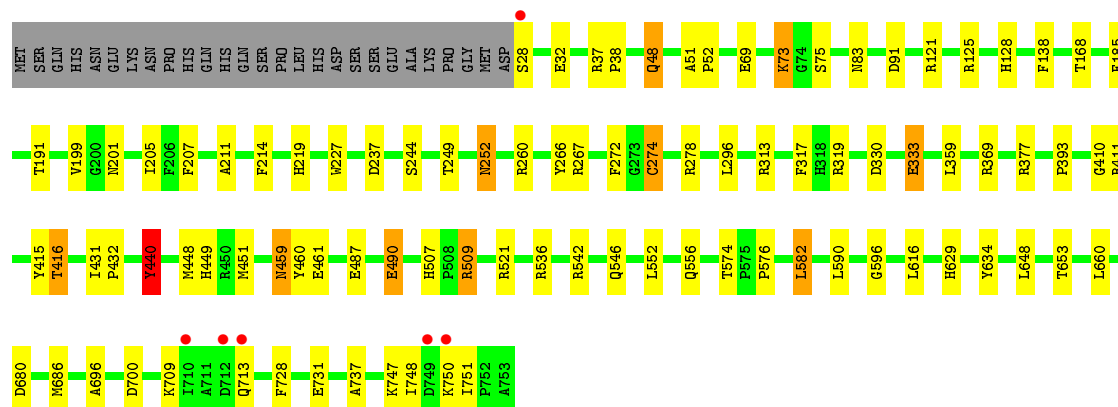 MET SER GLN HIS ASN GLU LYS ASN PRO HIS GLN HIS GLN SER PRO LEU HIS ASP SER SER GLU ALA LYS PRO GLY MET ASP S28 E32 R37 P38 Q48 A51 P52 E69 K73 G74 S75 N83 D91 R121 R125 H128 F138 T168 F185
T191 V199 G200 N201 I205 F206 F207 A211 F214 H219 W227 D237 S244 T249 N252 R260 Y266 R267 F272 G273 C274 R278 L296 R313 F317 H318 R319 D330 E333 L359 R369 R377 P393 G410 R411
Y415 T416 I431 P432 Y440 M448 H449 R450 M451 N459 Y460 E461 E487 E490 H507 P508 R509 R521 R536 R542 Q546 L552 Q556 T574 P575 P576 L582 L590 G596 L616 H629 Y634 L648 T653 L660
D680 M686 A696 D700 K709 I710 A711 D712 Q713 F728 E731 A737 K747 I748 D749 K750 I751 P752 A753